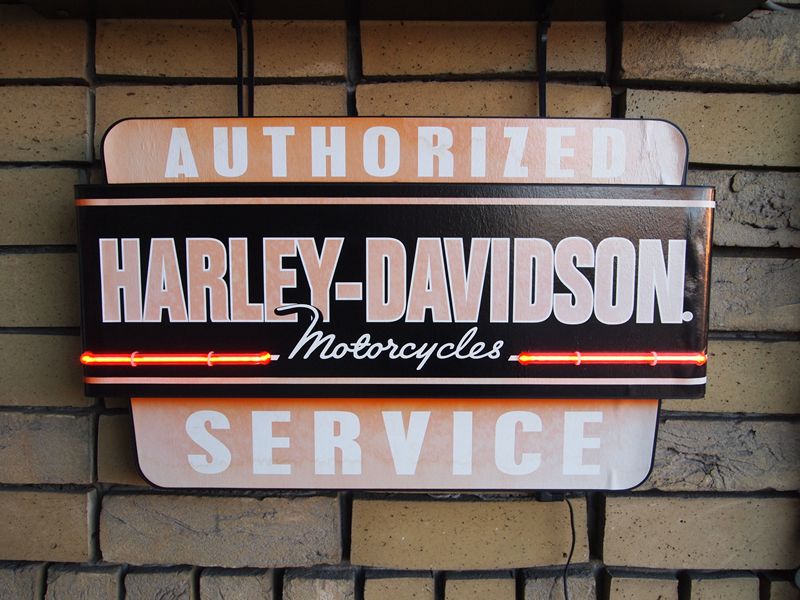 AUTHORIZED
HARLEY-DAVIDSON.
Motorcycles
SERVICE